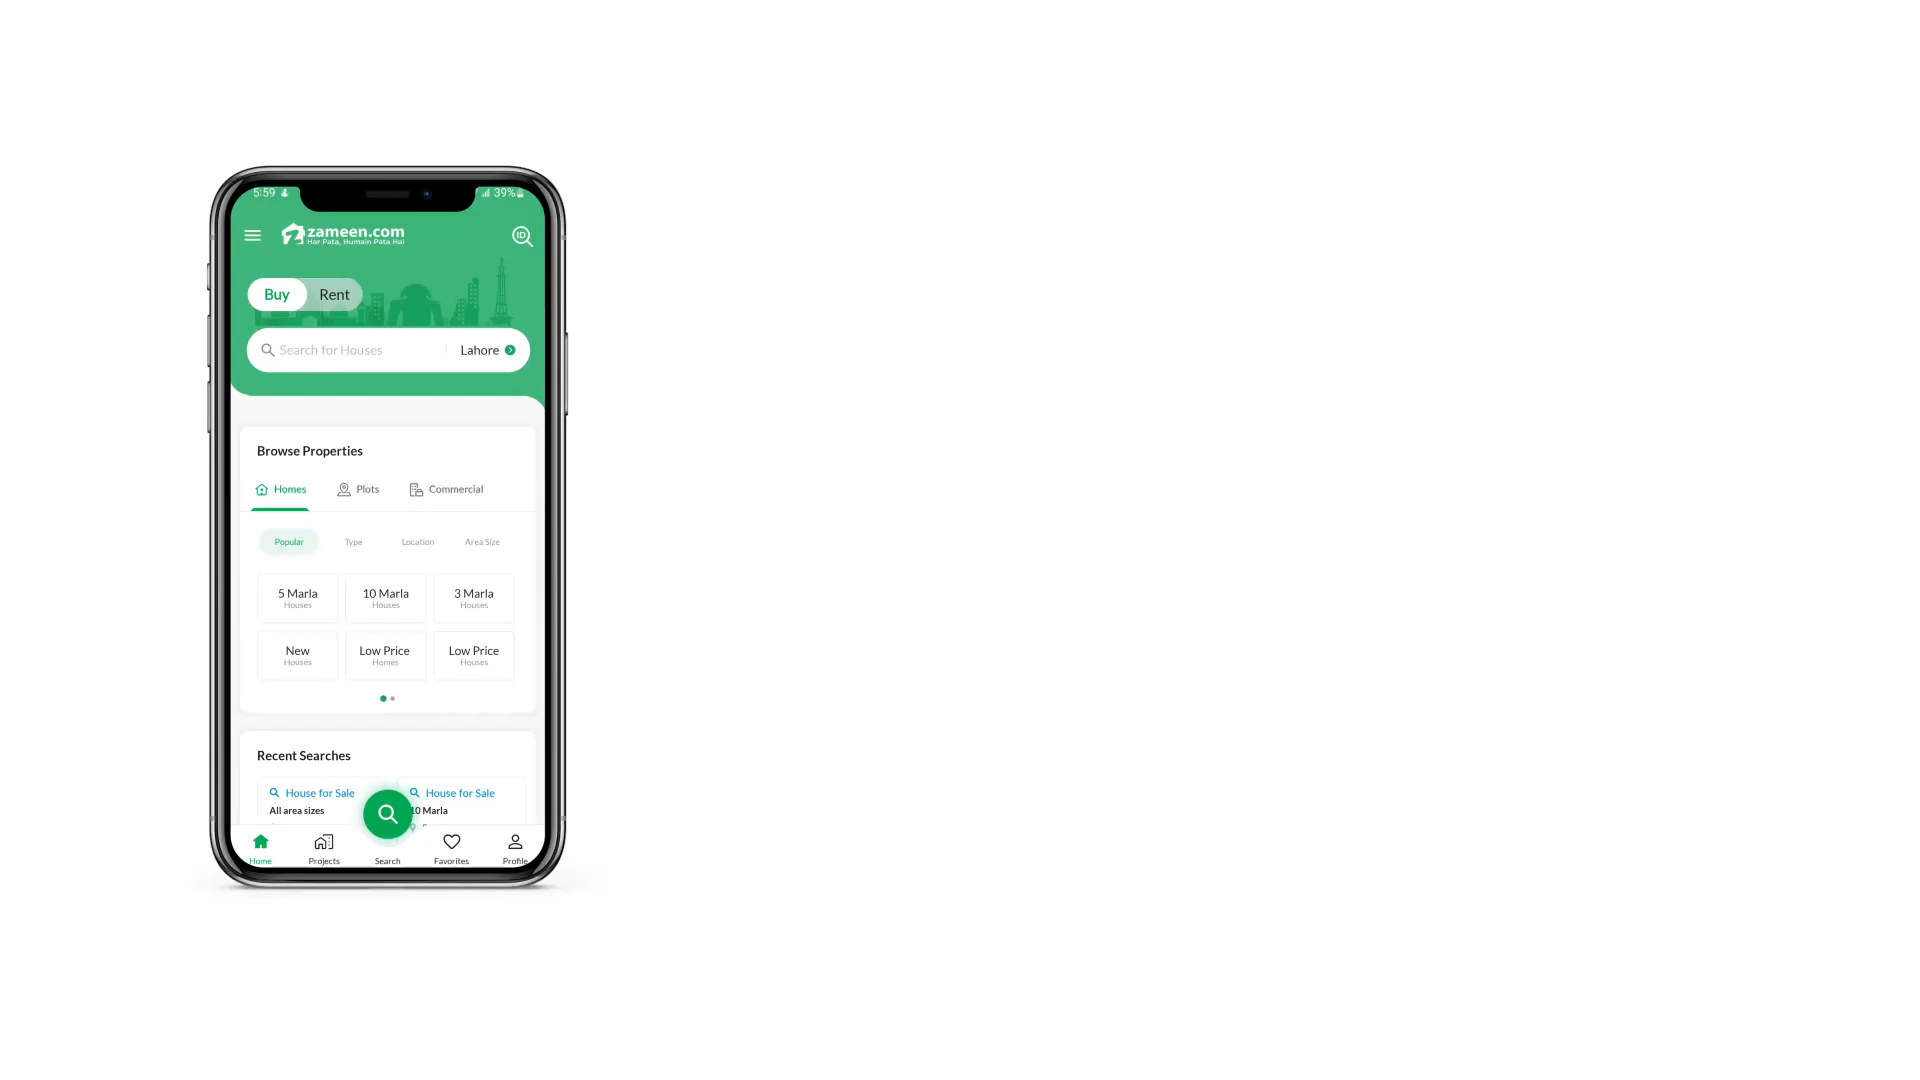 5:59
39%
zameen.com
Har Pata, Humain Pata Hai
ID
Buy Rent
Search for Houses Lahore
Browse Properties
Homes Plots Commercial
Popular Type Location Area Size
5 Marla 10 Marla 3 Marla
Houses Houses Houses
New Low Price Low Price
Houses Homes Houses
Recent Searches
House for Sale House for Sale
All area sizes 10 Marla
Home Projects Search Favorites Profile